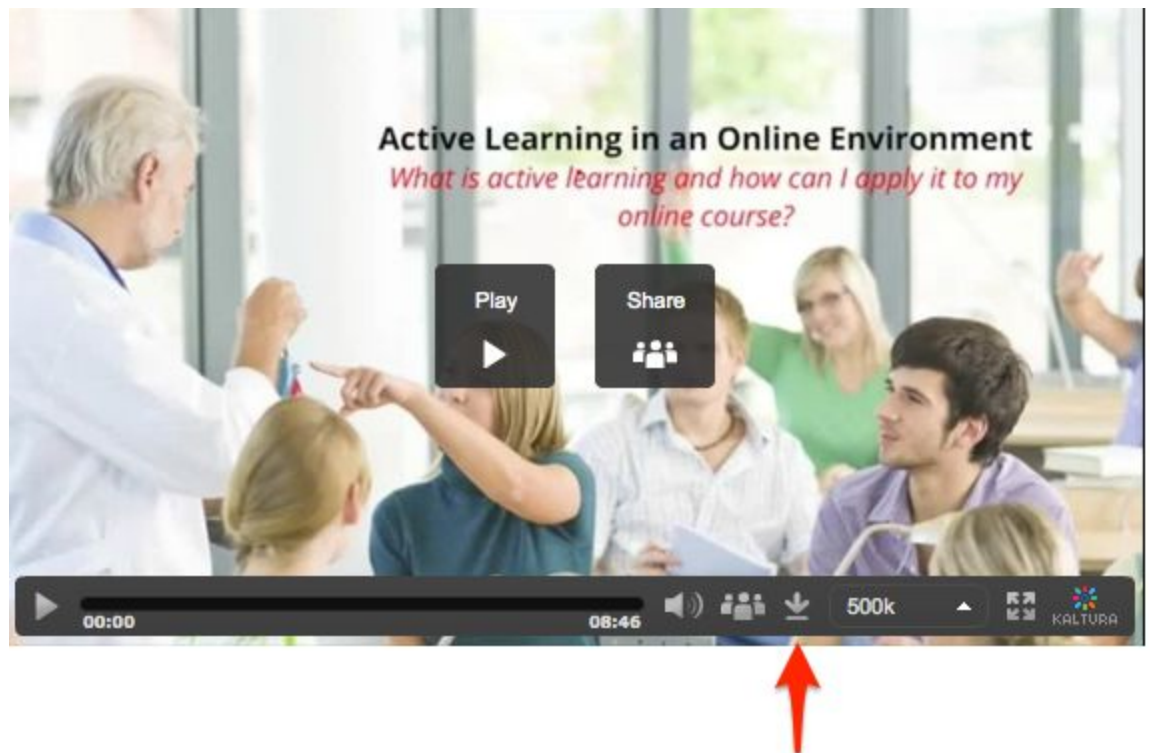 Active Learning in an Online Environment
What is active learning and how can I apply it to my
online course?
Play
Share
00:00
08:46
500k
KALTURA